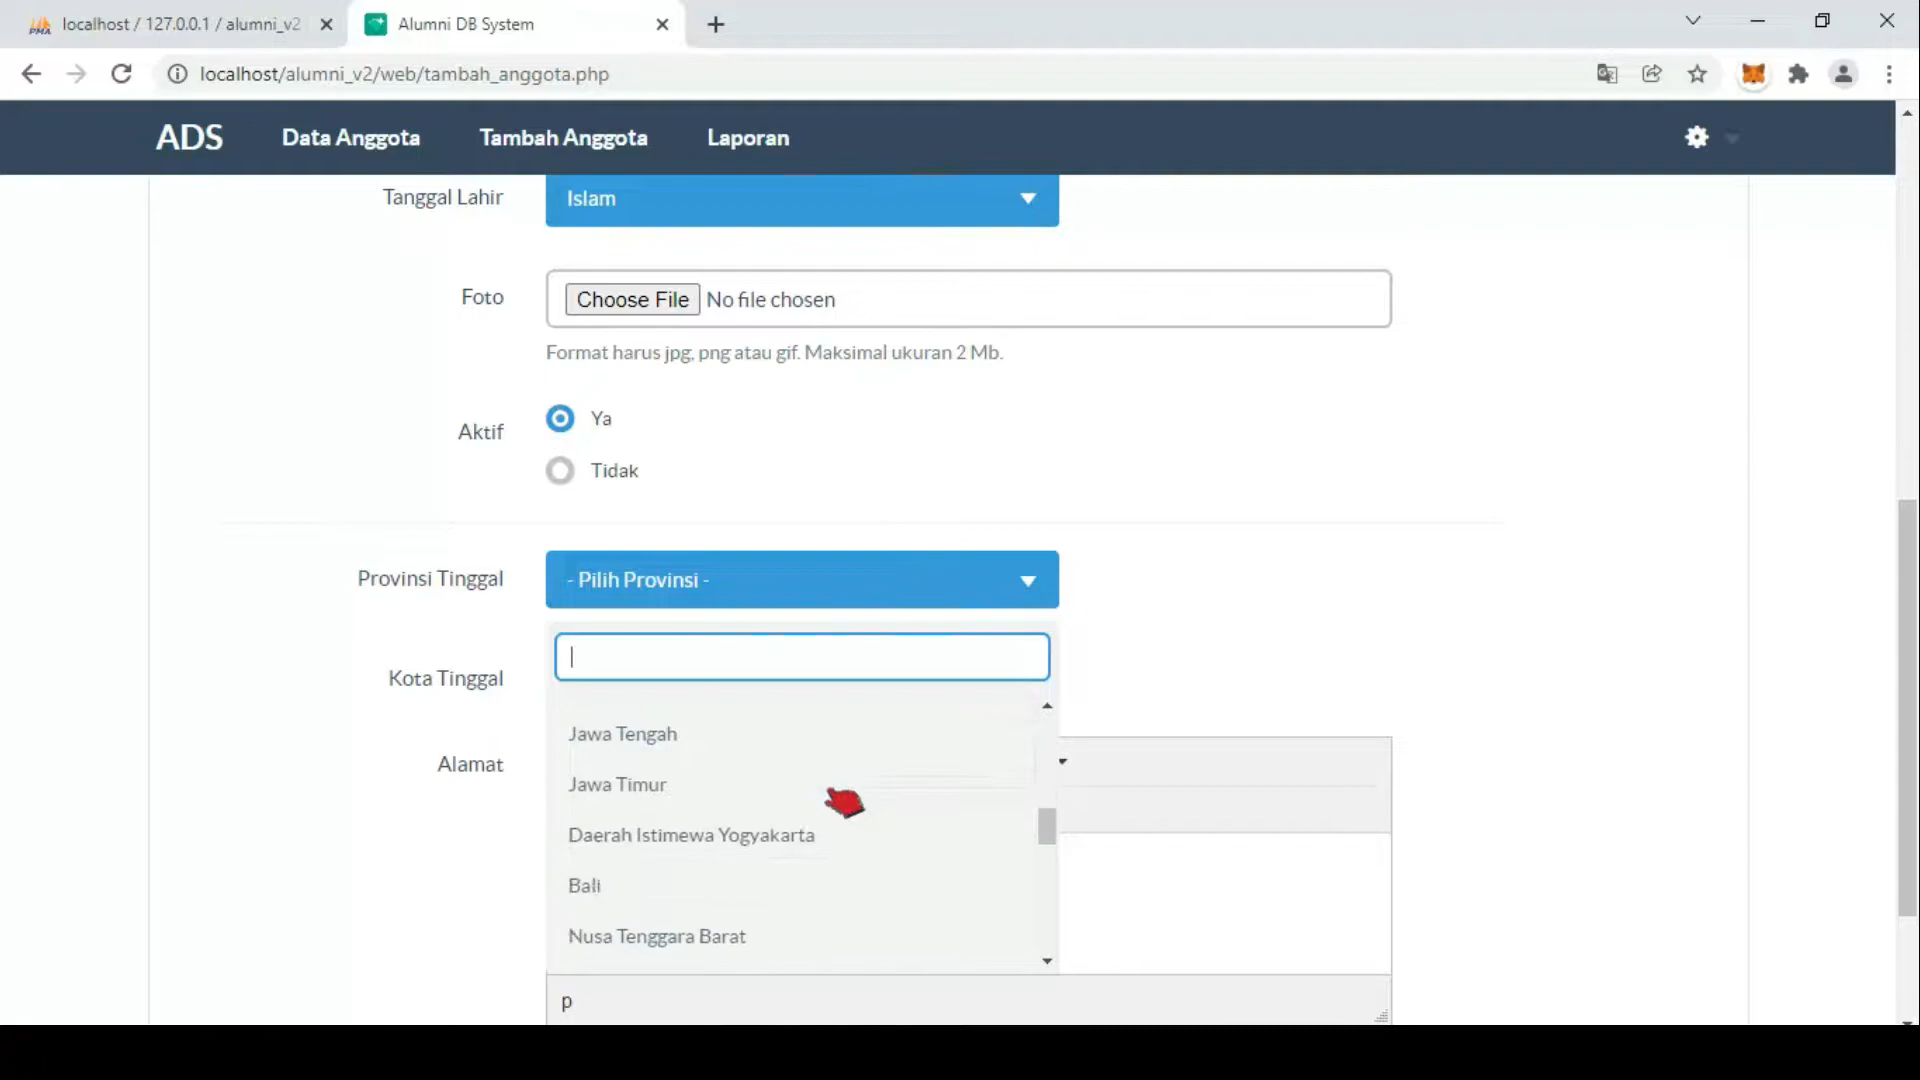 localhost / 127.0.0.1 / alumni_v2
Alumni DB System
localhost/alumni_v2/web/tambah_anggota.php
ADS Data Anggota Tambah Anggota Laporan
Tanggal Lahir Islam
Foto Choose File No file chosen
Format harus jpg, png atau gif. Maksimal ukuran 2 Mb.
Aktif Ya
Tidak
Provinsi Tinggal - Pilih Provinsi -
Kota Tinggal
Jawa Tengah
Alamat
Jawa Timur
Daerah Istimewa Yogyakarta
Bali
Nusa Tenggara Barat
p